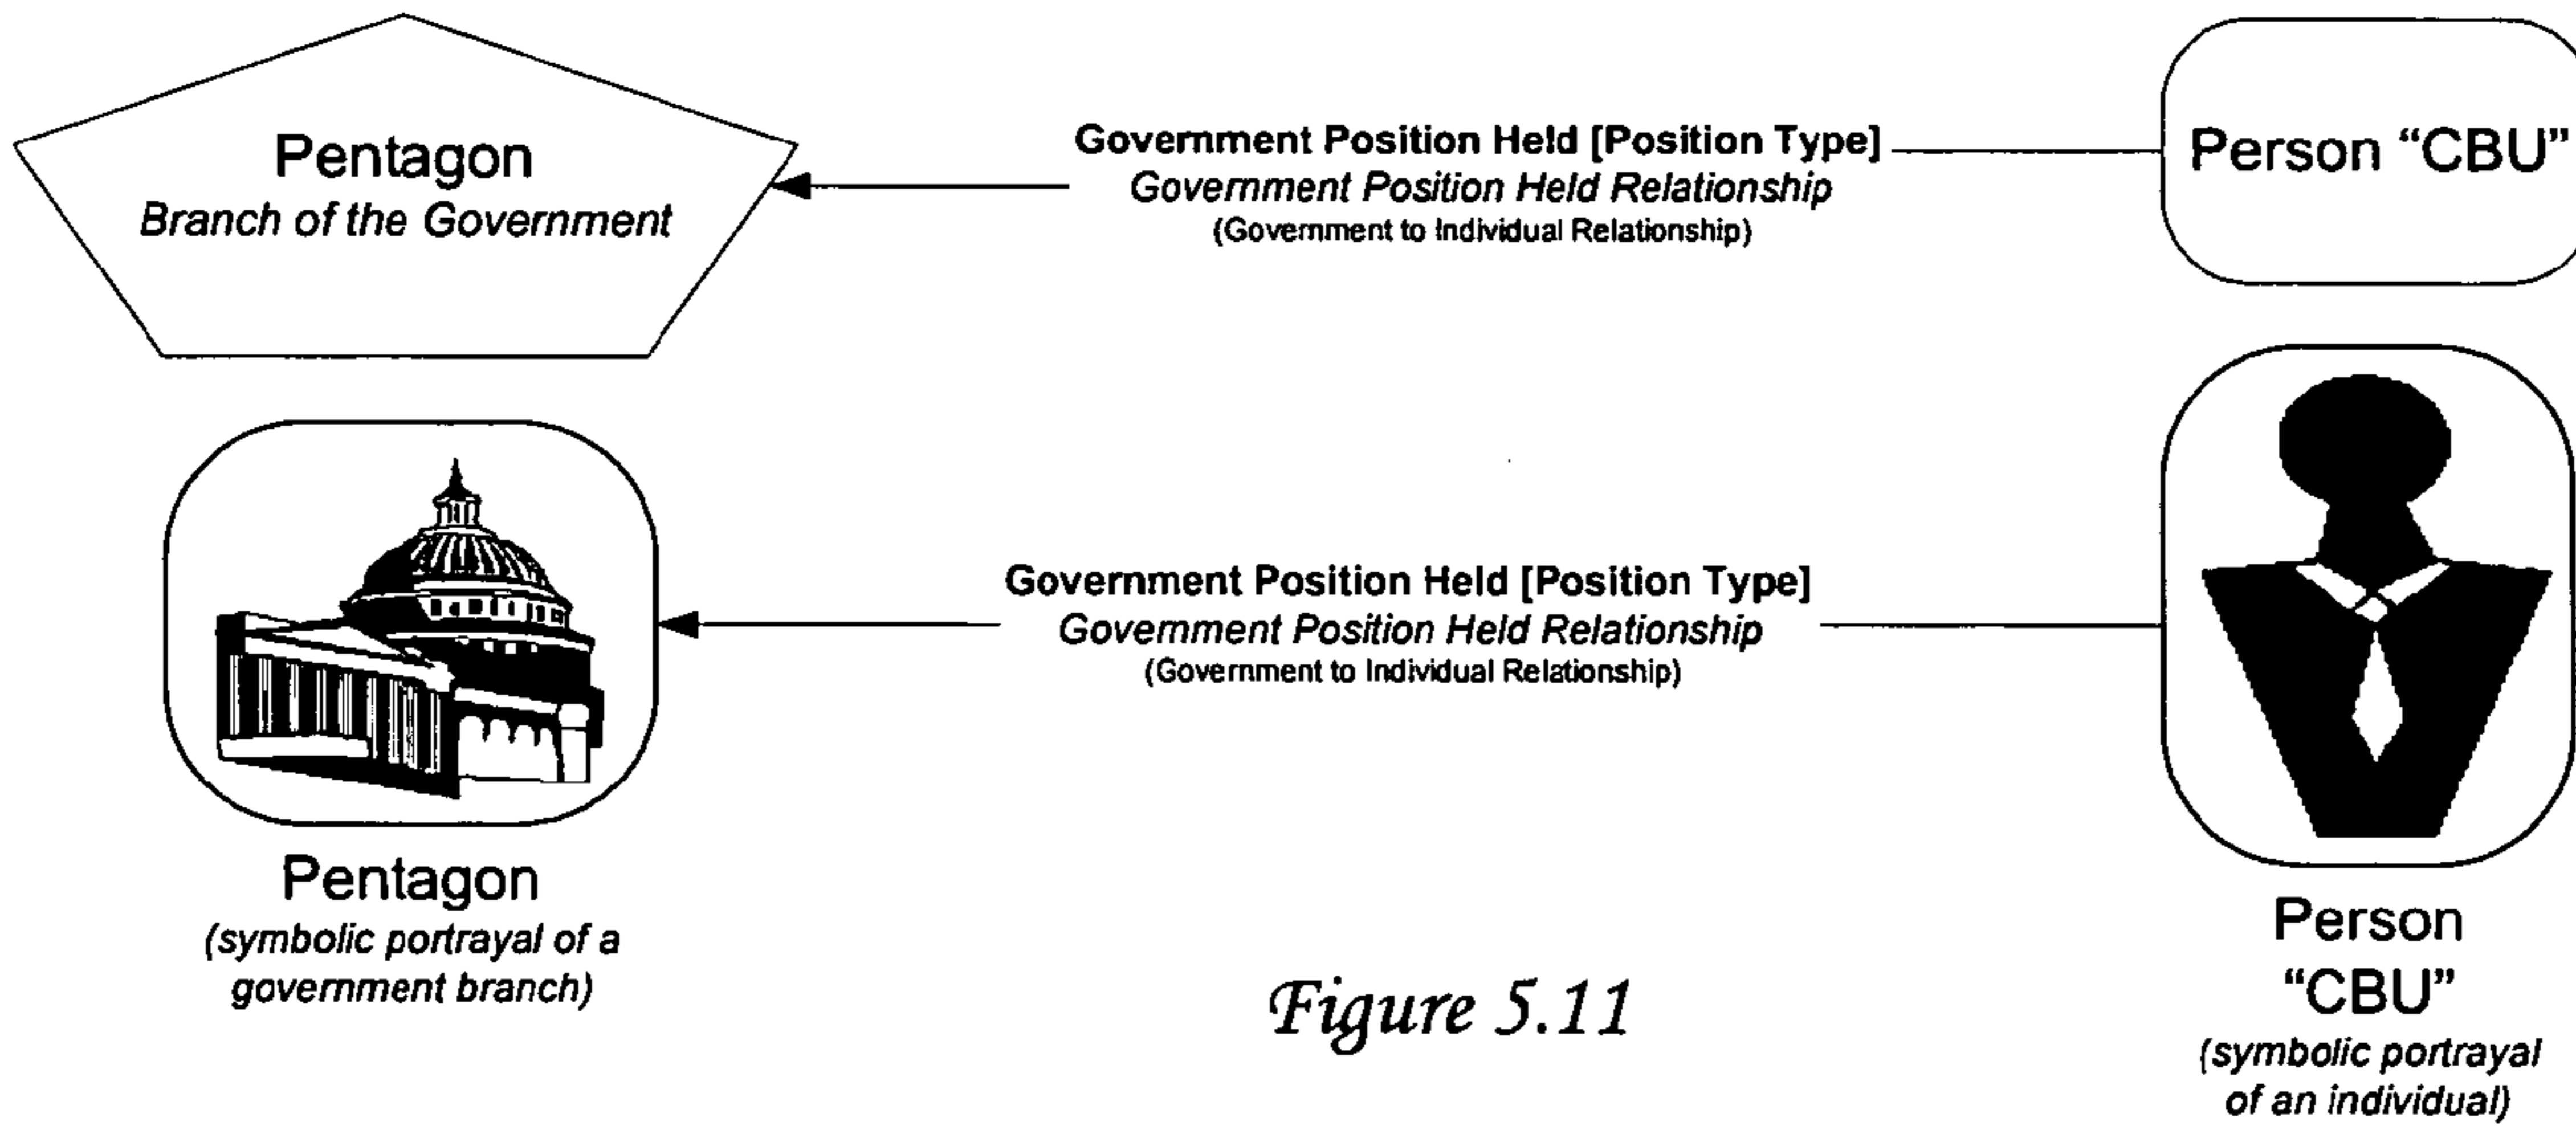 Pentagon
Branch of the Government
Government Position Held [Position Type]
Government Position Held Relationship
(Government to Individual Relationship)
Person “CBU”
Government Position Held [Position Type]
Government Position Held Relationship
(Government to Individual Relationship)
Pentagon
(symbolic portrayal of a
government branch)
Person
“CBU”
(symbolic portrayal
of an individual)
Figure 5.11